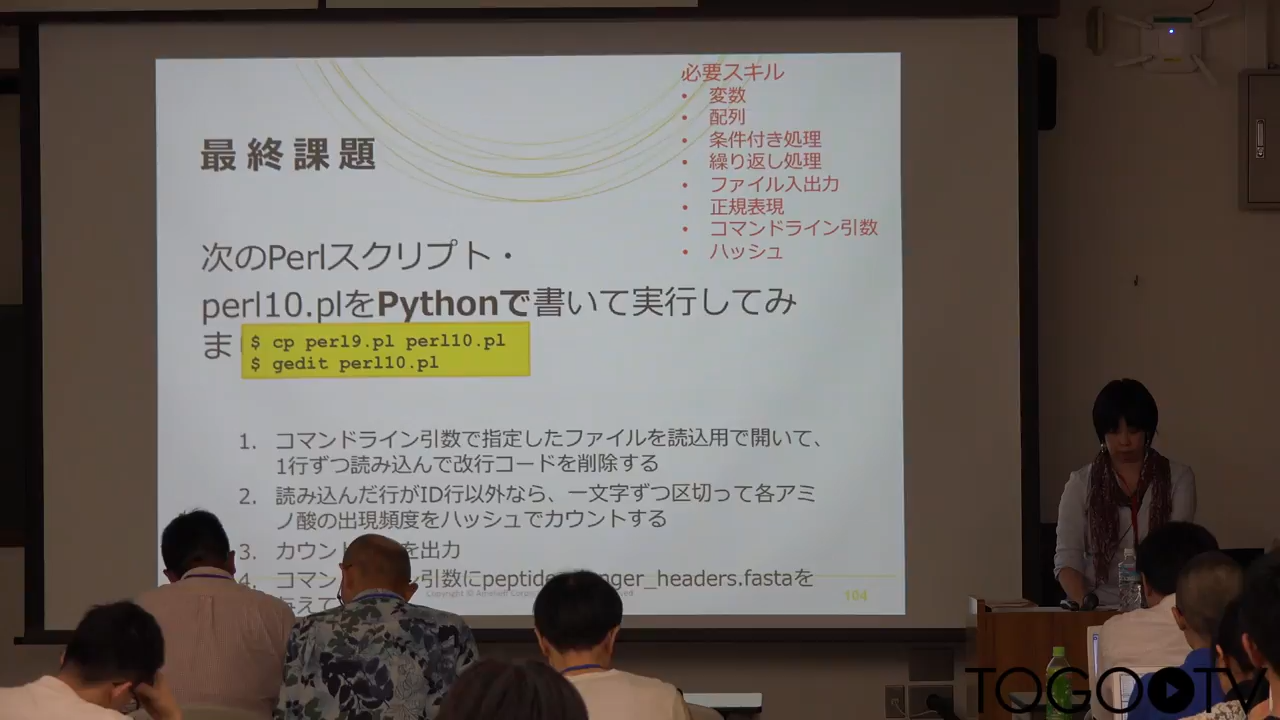 最終課題
必要スキル
• 変数
• 配列
• 条件付き処理
• 繰り返し処理
• ファイル入出力
• 正規表現
• コマンドライン引数
• ハッシュ
次のPerlスクリプト・
perl10.plをPythonで書いて実行してみ
ま
$ cp perl9.pl perl10.pl
$ gedit perl10.pl
1. コマンドライン引数で指定したファイルを読込用で開いて、
1行ずつ読み込んで改行コードを削除する
2. 読み込んだ行がID行以外なら、一文字ずつ区切って各アミ
ノ酸の出現頻度をハッシュでカウントする
3. カウント を出力
4. コマン 引数にpeptide nger_headers.fastaを
104
TOGOTV